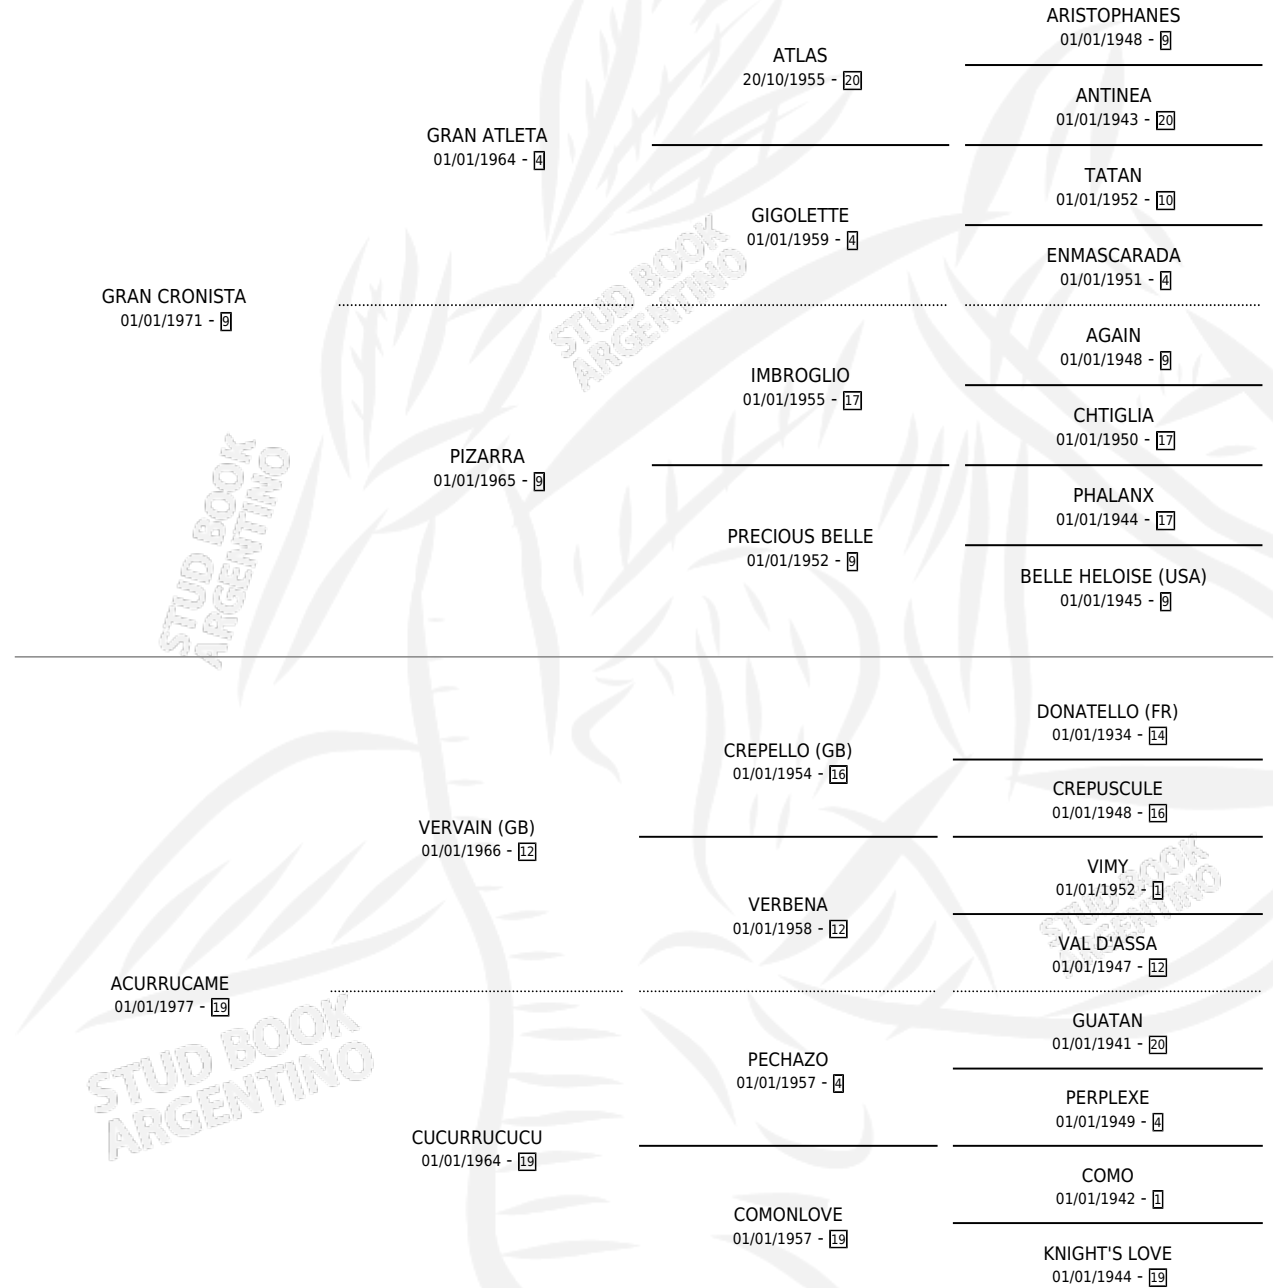 ARISTOPHANES
01/01/1948 - 9
ATLAS
20/10/1955 - 20
ANTINEA
01/01/1943 - 20
GRAN ATLETA
01/01/1964 - 4
TATAN
01/01/1952 - 10
GIGOLETTE
01/01/1959 - 4
ENMASCARADA
01/01/1951 - 4
GRAN CRONISTA
01/01/1971 - 9
AGAIN
01/01/1948 - 9
IMBROGLIO
01/01/1955 - 17
CHTIGLIA
01/01/1950 - 17
PIZARRA
01/01/1965 - 9
PHALANX
01/01/1944 - 17
PRECIOUS BELLE
01/01/1952 - 9
BELLE HELOISE (USA)
01/01/1945 - 9
STUD BOOK
ARGENTINO
STUD BOOK
ARGENTINO
DONATELLO (FR)
01/01/1934 - 14
CREPELLO (GB)
01/01/1954 - 16
CREPUSCULE
01/01/1948 - 16
VERVAIN (GB)
01/01/1966 - 12
VIMY
01/01/1952 - 1
VERBENA
01/01/1958 - 12
VAL D'ASSA
01/01/1947 - 12
ACURRUCAME
01/01/1977 - 19
GUATAN
01/01/1941 - 20
PECHAZO
01/01/1957 - 4
PERPLEXE
01/01/1949 - 4
CUCURRUCUCU
01/01/1964 - 19
COMO
01/01/1942 - 1
COMONLOVE
01/01/1957 - 19
KNIGHT'S LOVE
01/01/1944 - 19
STUD BOOK
ARGENTINO
STUD BOOK
ARGENTINO